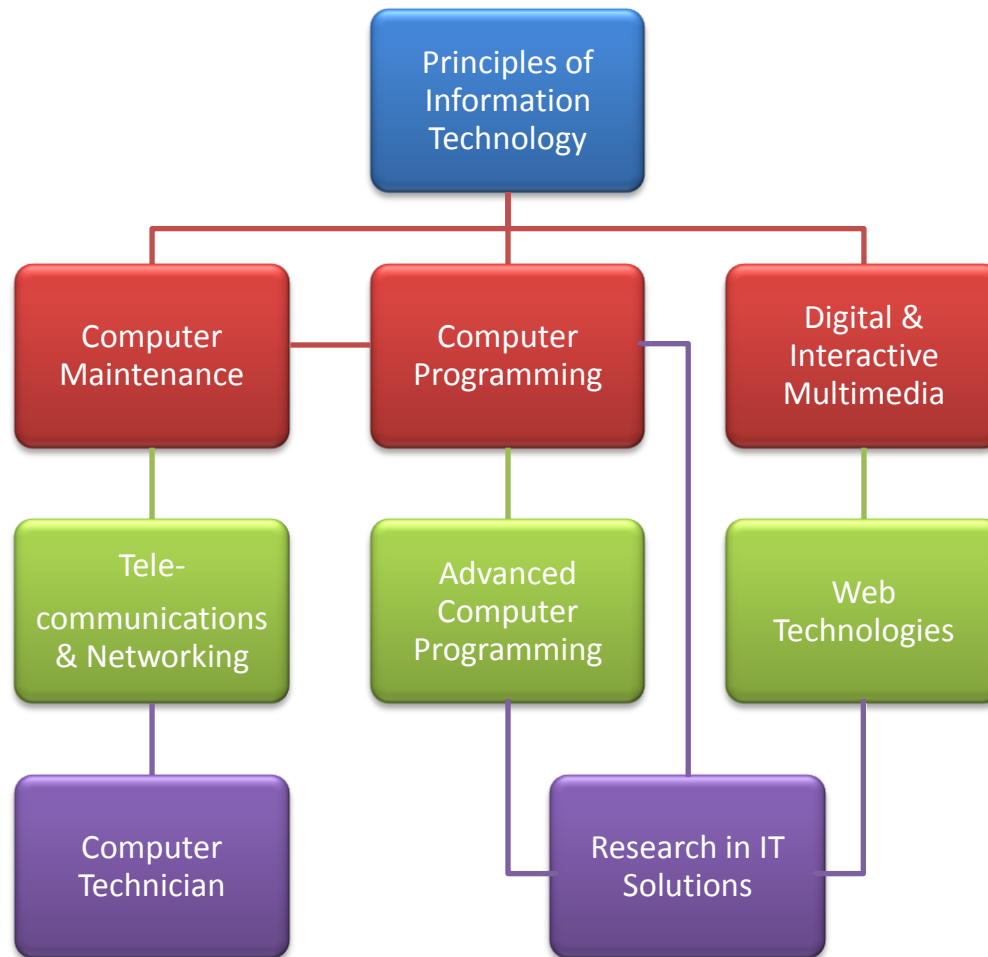 Principles of
Information
Technology
Computer
Maintenance
Computer
Programming
Digital &
Interactive
Multimedia
Tele-
communications
& Networking
Advanced
Computer
Programming
Web
Technologies
Computer
Technician
Research in IT
Solutions